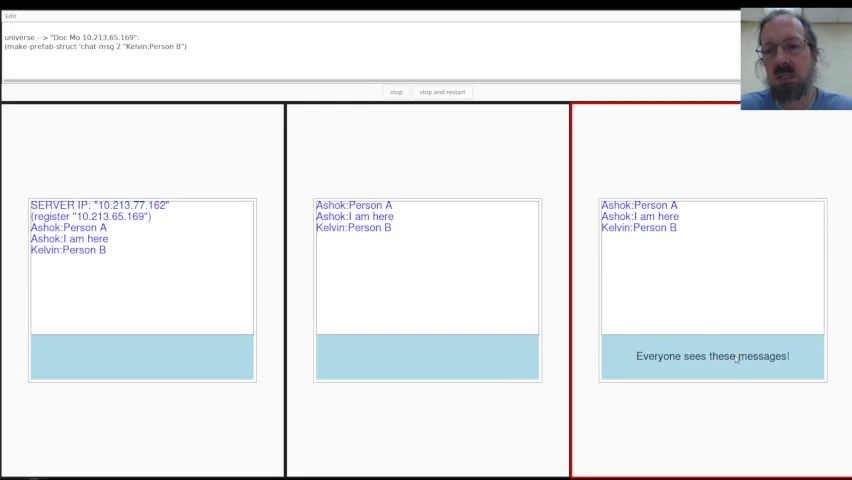 Edit
universe --> "Doc Mo 10.213.65.169":
(make-prefab-struct 'chat-msg 2 "Kelvin:Person B")
stop
stop and-restart
SERVER IP: "10.213.77.162"
(register "10.213.65.169")
Ashok:Person A
Ashok:I am here
Kelvin:Person B
Ashok:Person A
Ashok:I am here
Kelvin:Person B
Ashok:Person A
Ashok:I am here
Kelvin:Person B
Everyone sees these messages!